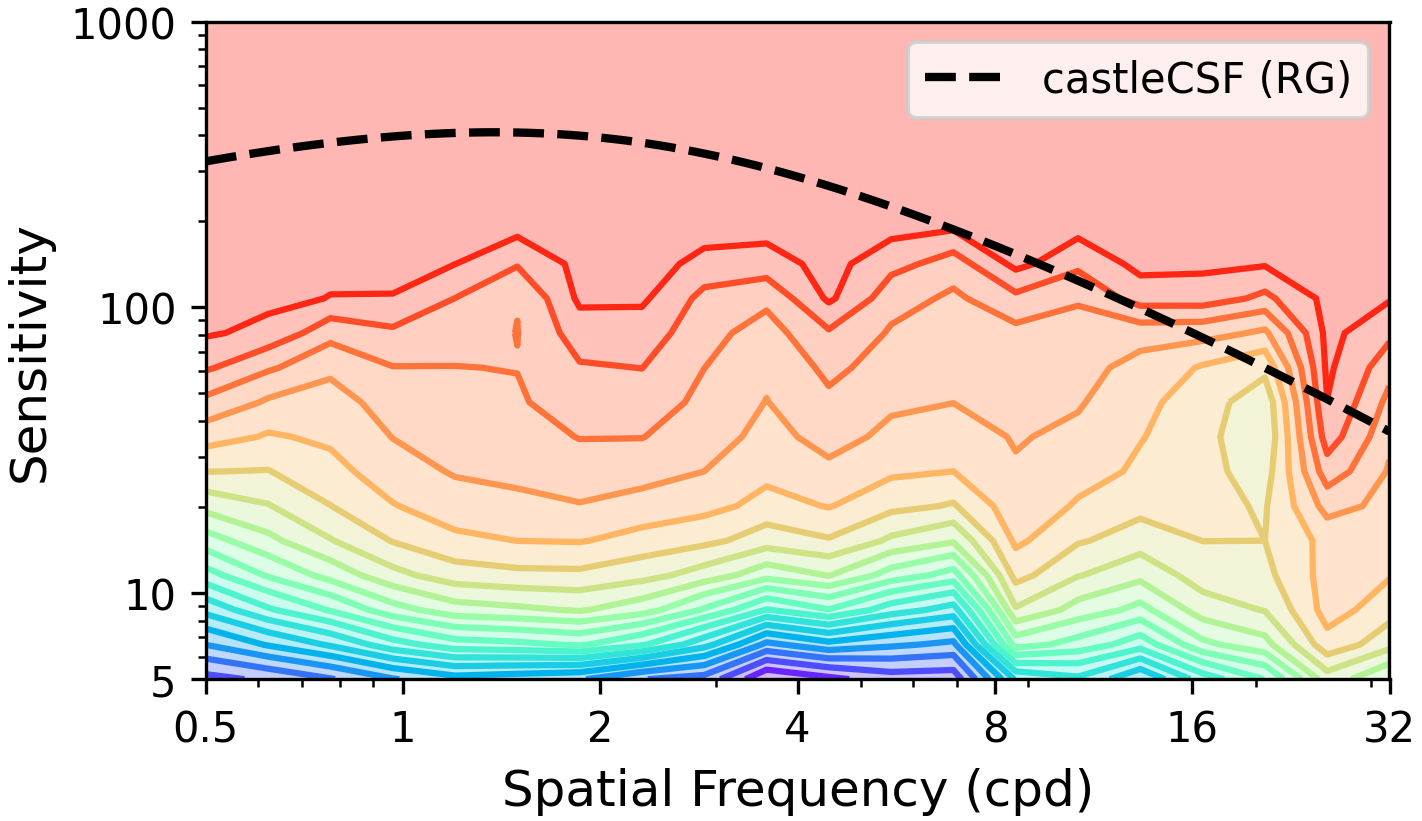 1000
100
10
5
Sensitivity
castleCSF (RG)
0.5 1 2 4 8 16 32
Spatial Frequency (cpd)